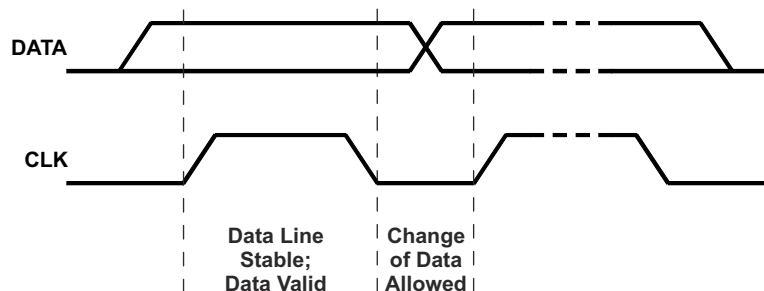 DATA
CLK
Data Line
Stable;
Data Valid
Change
of Data
Allowed